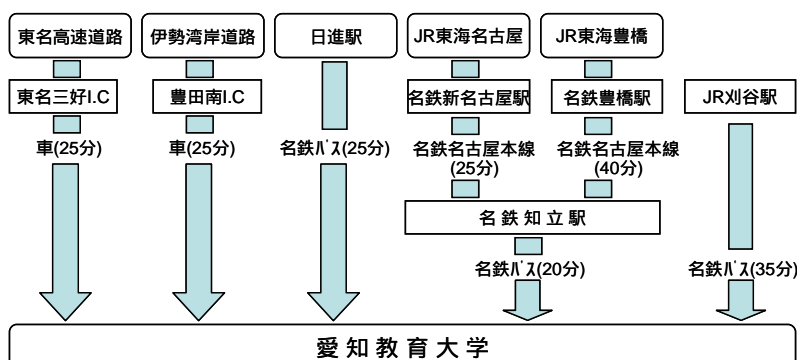 東名高速道路
伊勢湾岸道路
日進駅
JR東海名古屋
JR東海豊橋
東名三好I.C
豊田南I.C
名鉄新名古屋駅
名鉄豊橋駅
JR刈谷駅
車(25分)
車(25分)
名鉄バス(25分)
名鉄名古屋本線
(25分)
名鉄名古屋本線
(40分)
名鉄知立駅
名鉄バス(20分)
名鉄バス(35分)
愛知教育大学